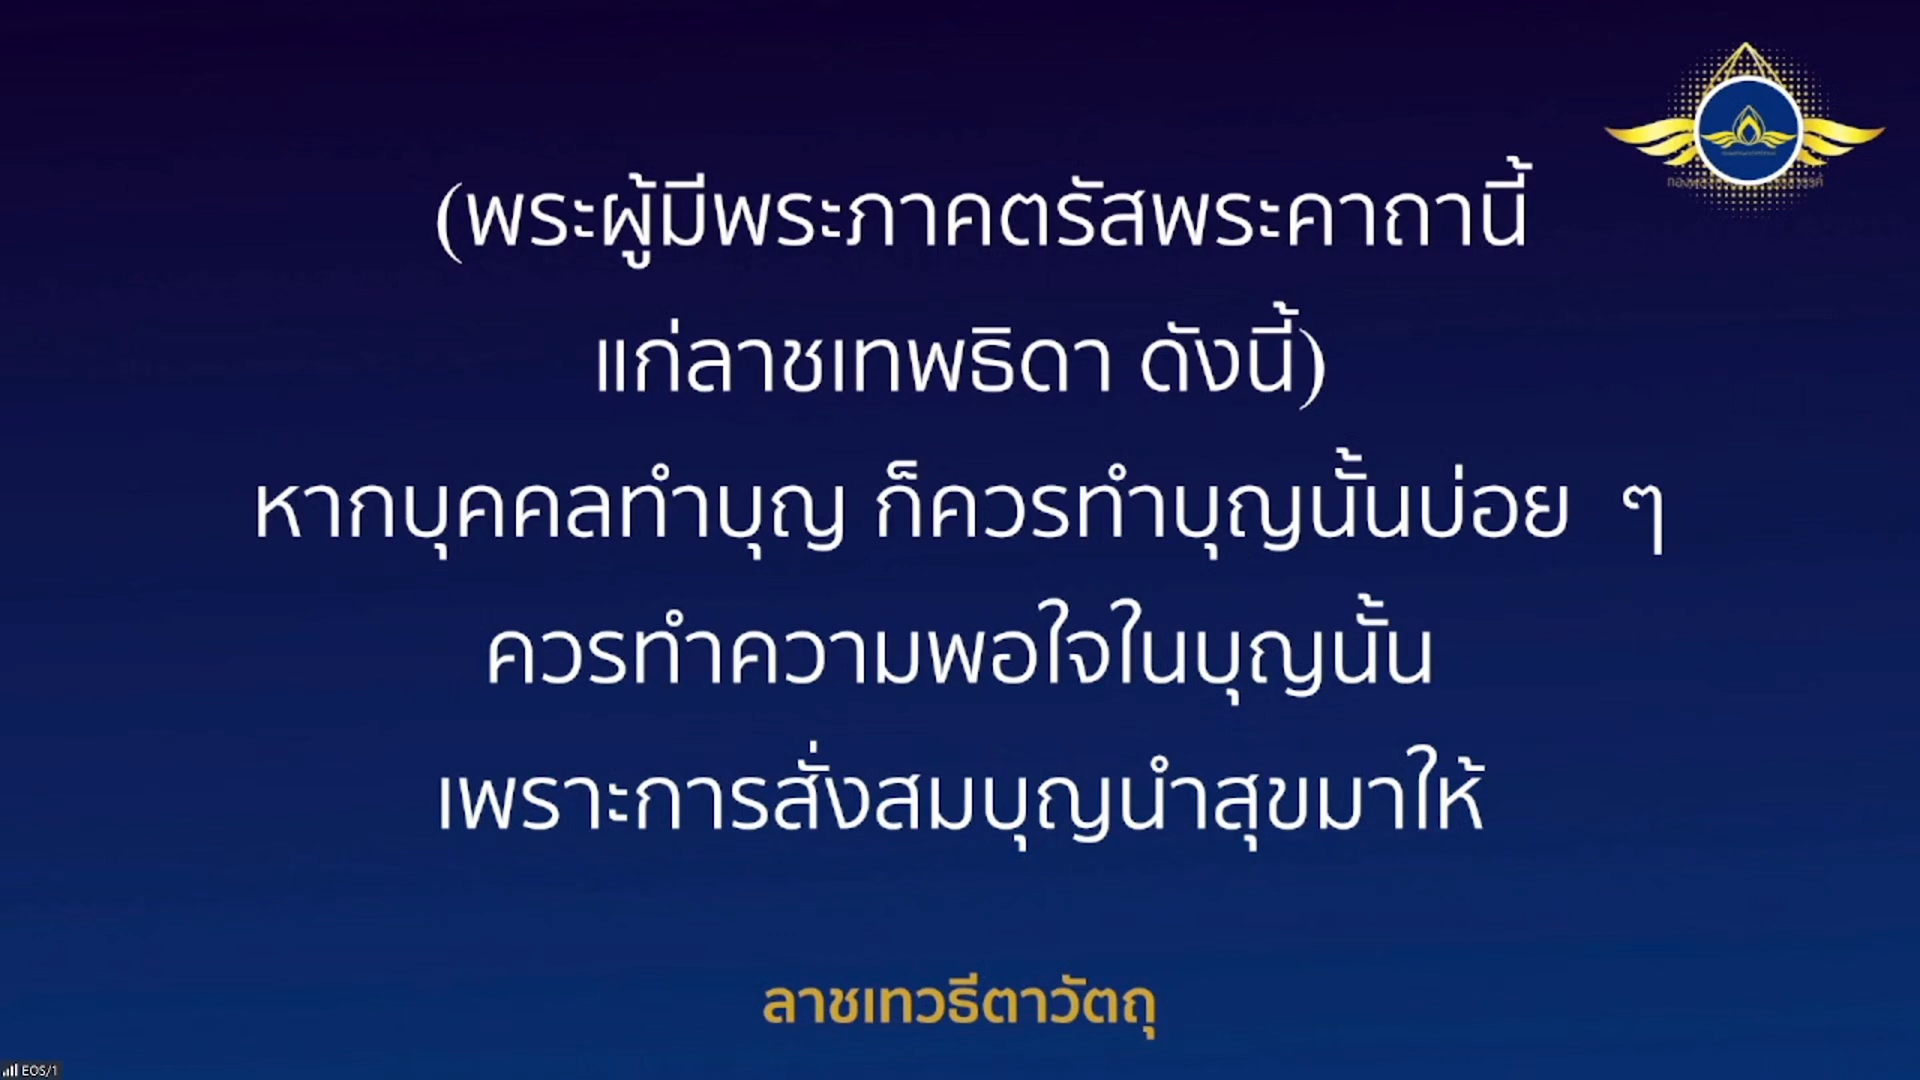 (พระผู้มีพระภาคตรัสพระคาถานี้
แก่ลาชเทพธิดา ดังนี้)
หากบุคคลทำบุญ ก็ควรทำบุญนั้นบ่อย ๆ
ควรทำความพอใจในบุญนั้น
เพราะการสั่งสมบุญนำสุขมาให้
ลาชเทวธีตาวัตถุ
EOS/1